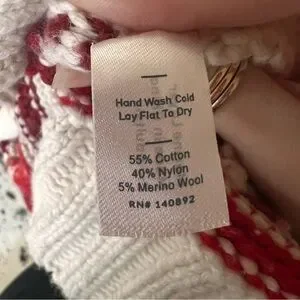 Hand Wash Cold
Lay Flat To Dry
55% Cotton
40% Nylon
5% Merino Wool
RN# 140892